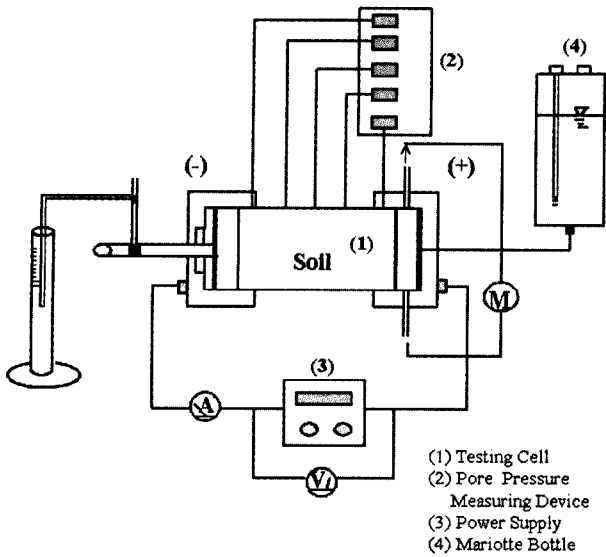 (4)
(2)
(-)
(+)
(1)
Soil
M
(3)
A
V
(1) Testing Cell
(2) Pore Pressure
Measuring Device
(3) Power Supply
(4) Mariotte Bottle